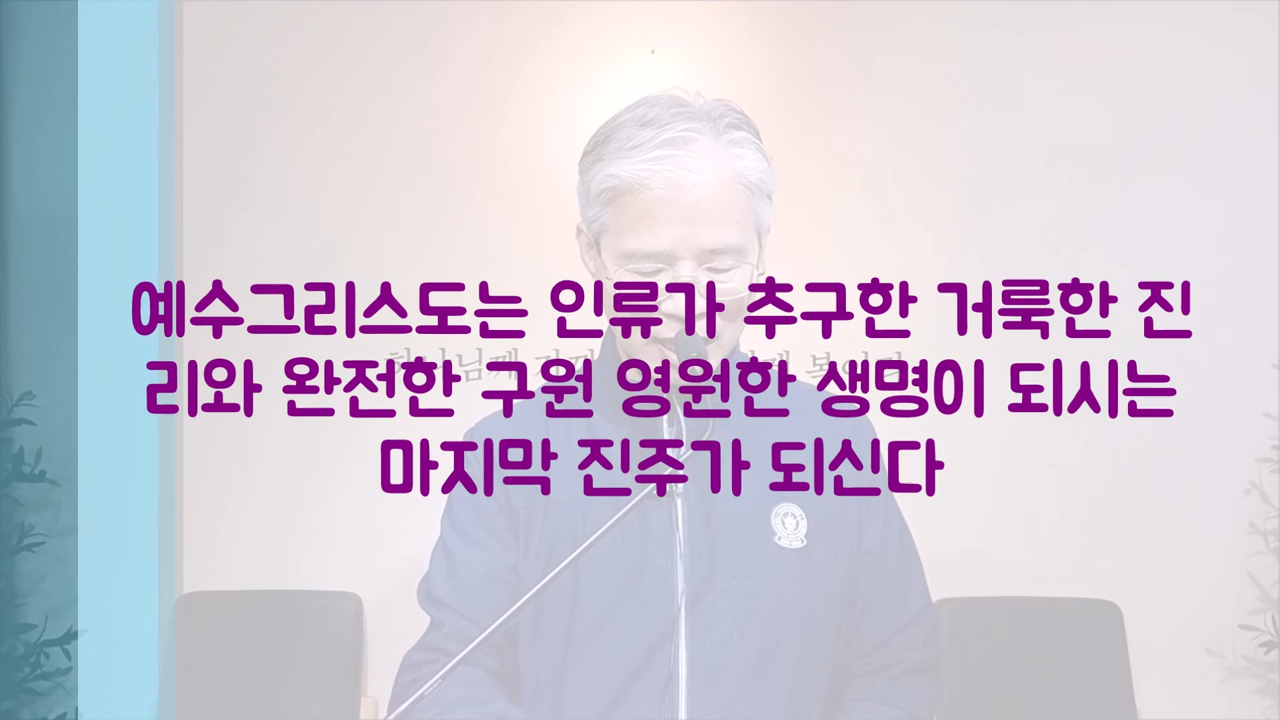 예수그리스도는 인류가 추구한 거룩한 진
리와 완전한 구원 영원한 생명이 되시는
마지막 진주가 되신다